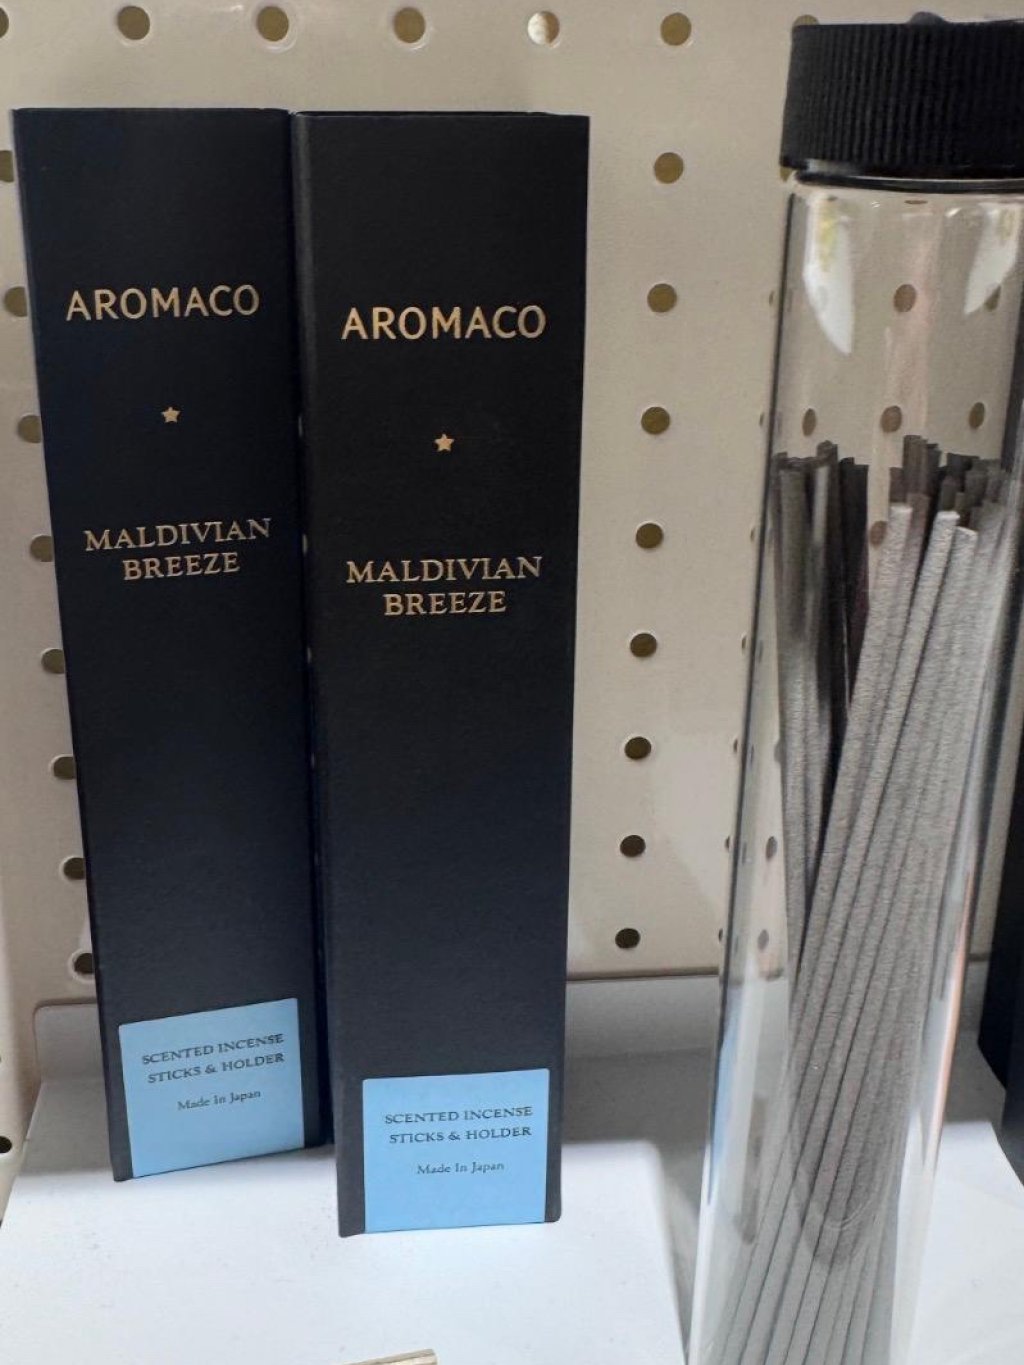 AROMACO
MALDIVIAN
BREEZE
SCENTED INCENSE
STICKS & HOLDER
Made In Japan
AROMACO
MALDIVIAN
BREEZE
SCENTED INCENSE
STICKS & HOLDER
Made In Japan